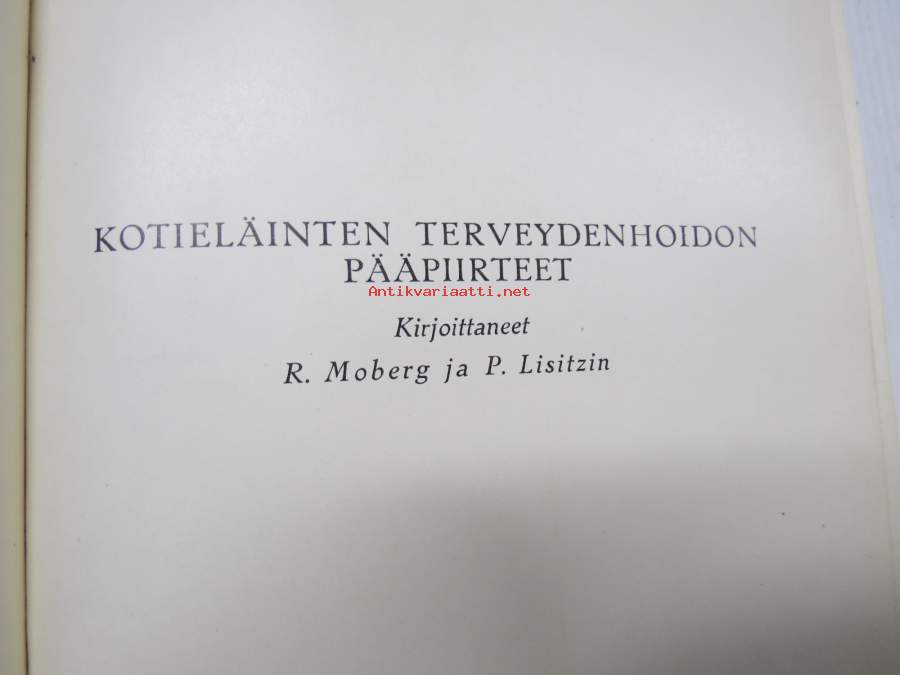 KOTIELÄINTEN TERVEYDENHOIDON
PÄÄPIIRTEET
Antikvariaatti.net
Kirjoittaneet
R. Moberg ja P. Lisitzin